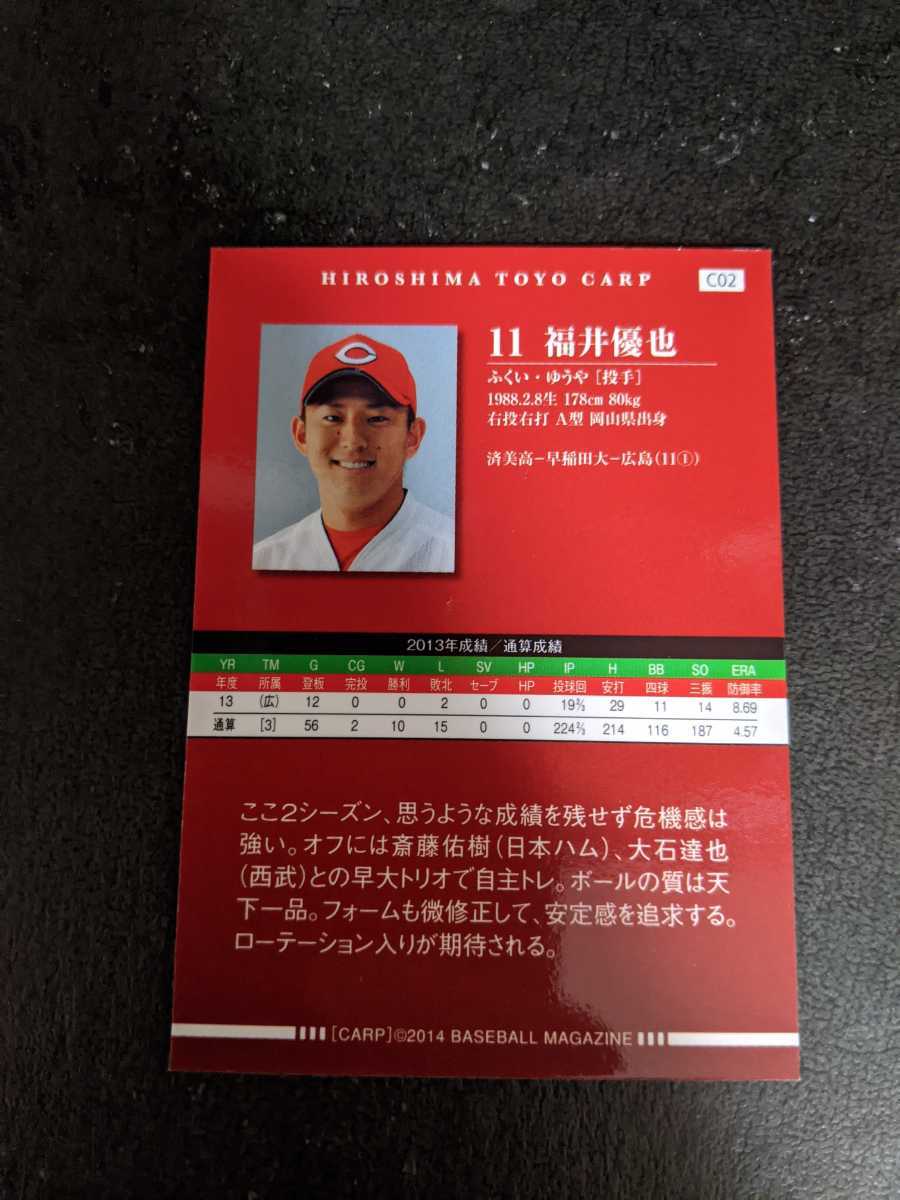 HIROSHIMA TOYO CARP C02
11 福井優也
ふくい・ゆうや [投手]
1988.2.8生 178cm 80kg
右投右打 A型 岡山県出身
済美高−早稲田大−広島(11①)
2013年成績／通算成績
YR TM G CG W L SV HP IP H BB SO ERA
年度 所属 登板 完投 勝利 敗北 セーブ HP 投球回 安打 四球 三振 防御率
13 (広) 12 0 0 2 0 0 19⅔ 29 11 14 8.69
通算 [3] 56 2 10 15 0 0 224⅔ 214 116 187 4.57
ここ2シーズン、思うような成績を残せず危機感は
強い。オフには斎藤佑樹（日本ハム）、大石達也
（西武）との早大トリオで自主トレ。ボールの質は天
下一品。フォームも微修正して、安定感を追求する。
ローテーション入りが期待される。
[CARP]©2014 BASEBALL MAGAZINE